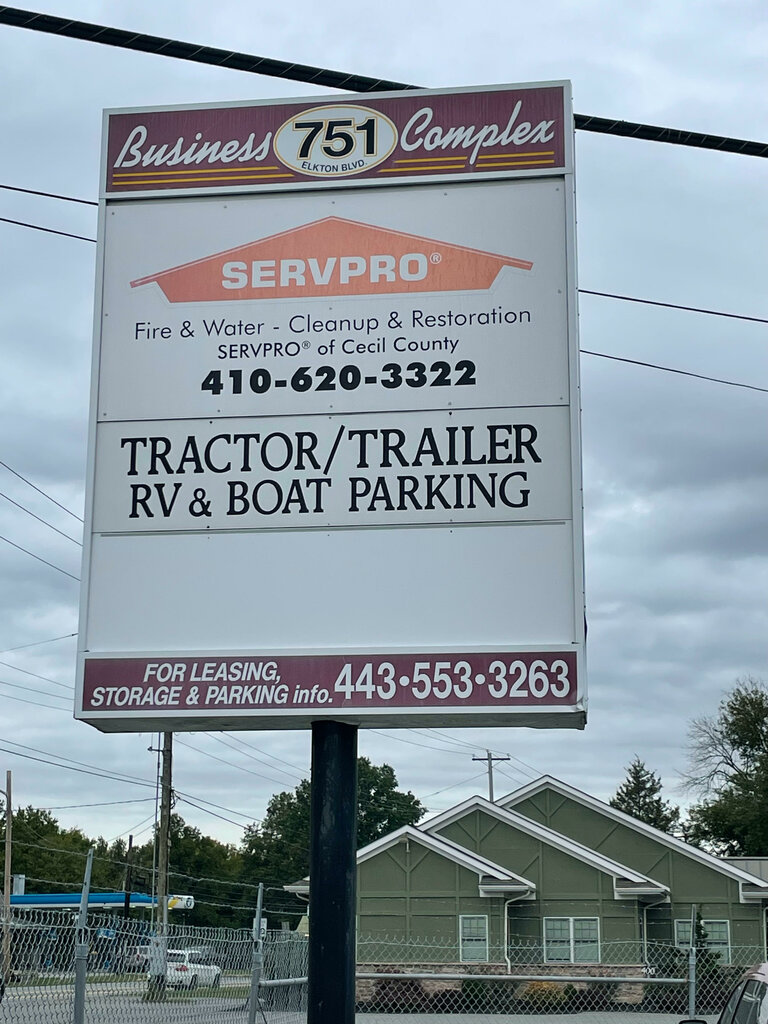 Business 751 Complex
ELKTON BLVD.
SERVPRO®
Fire & Water - Cleanup & Restoration
SERVPRO® of Cecil County
410-620-3322
TRACTOR/TRAILER
RV & BOAT PARKING
FOR LEASING,
STORAGE & PARKING info. 443•553•3263